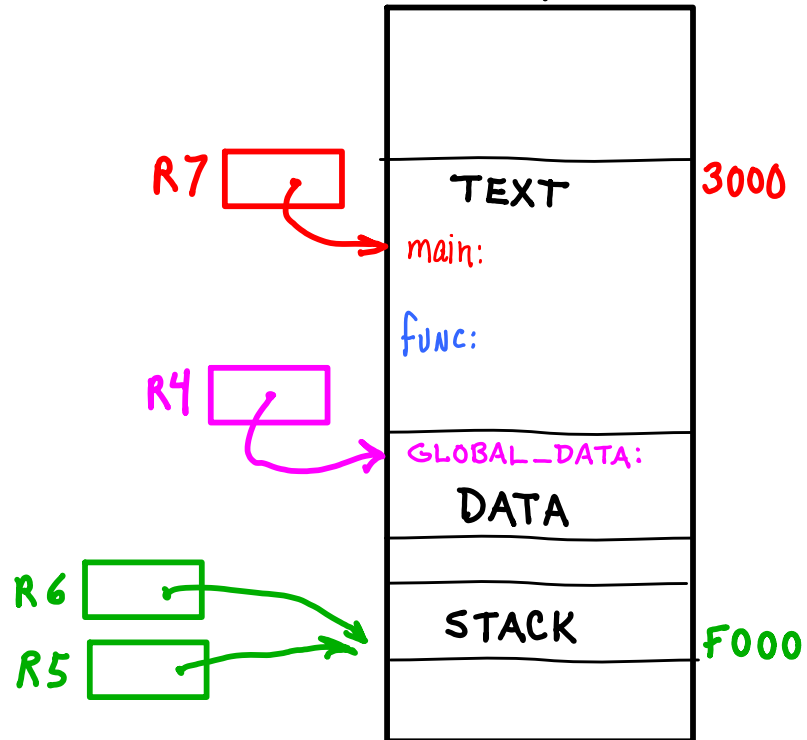 R7
TEXT
3000
main:
func:
R4
GLOBAL_DATA:
DATA
R6
STACK
F000
R5